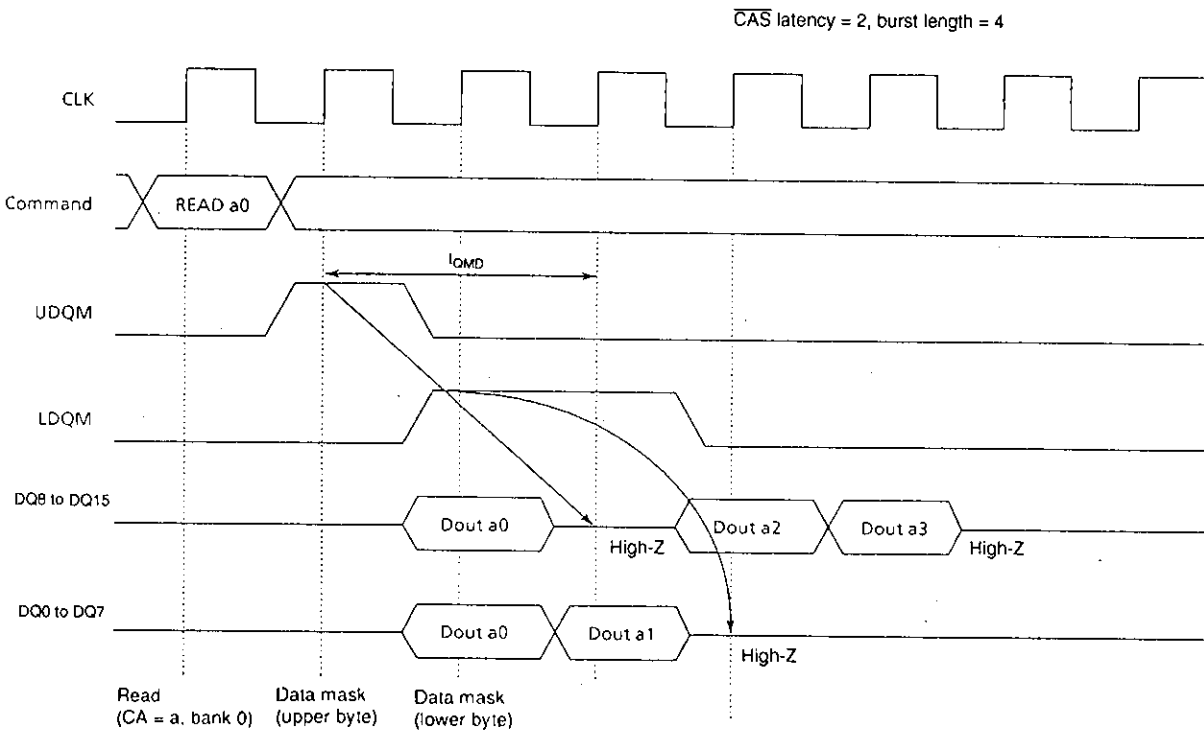 CAS latency = 2, burst length = 4
CLK
Command
READ a0
IQMD
UDQM
LDQM
DQ8 to DQ15
Dout a0
High-Z
Dout a2
Dout a3
High-Z
DQ0 to DQ7
Dout a0
Dout a1
High-Z
Read
(CA = a, bank 0)
Data mask
(upper byte)
Data mask
(lower byte)